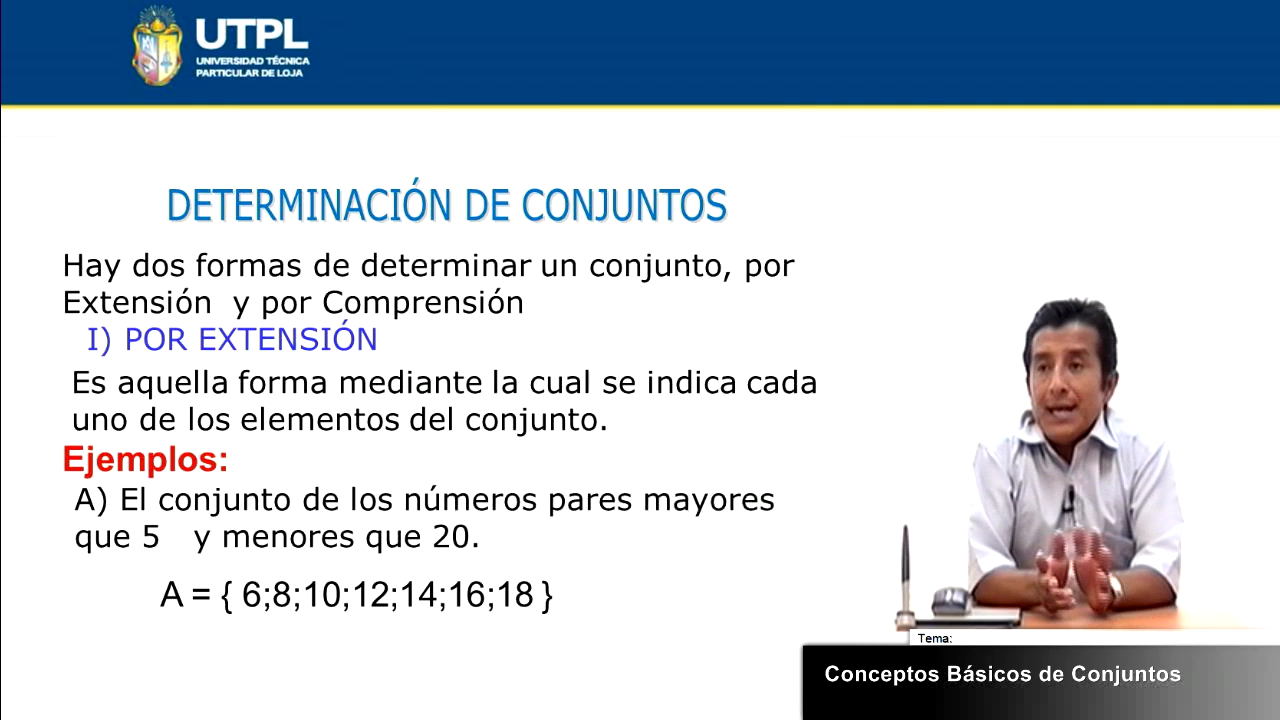 UTPL
UNIVERSIDAD TÉCNICA
PARTICULAR DE LOJA
DETERMINACIÓN DE CONJUNTOS
Hay dos formas de determinar un conjunto, por
Extensión y por Comprensión
I) POR EXTENSIÓN
Es aquella forma mediante la cual se indica cada
uno de los elementos del conjunto.
Ejemplos:
A) El conjunto de los números pares mayores
que 5 y menores que 20.
A = { 6;8;10;12;14;16;18 }
Tema:
Conceptos Básicos de Conjuntos